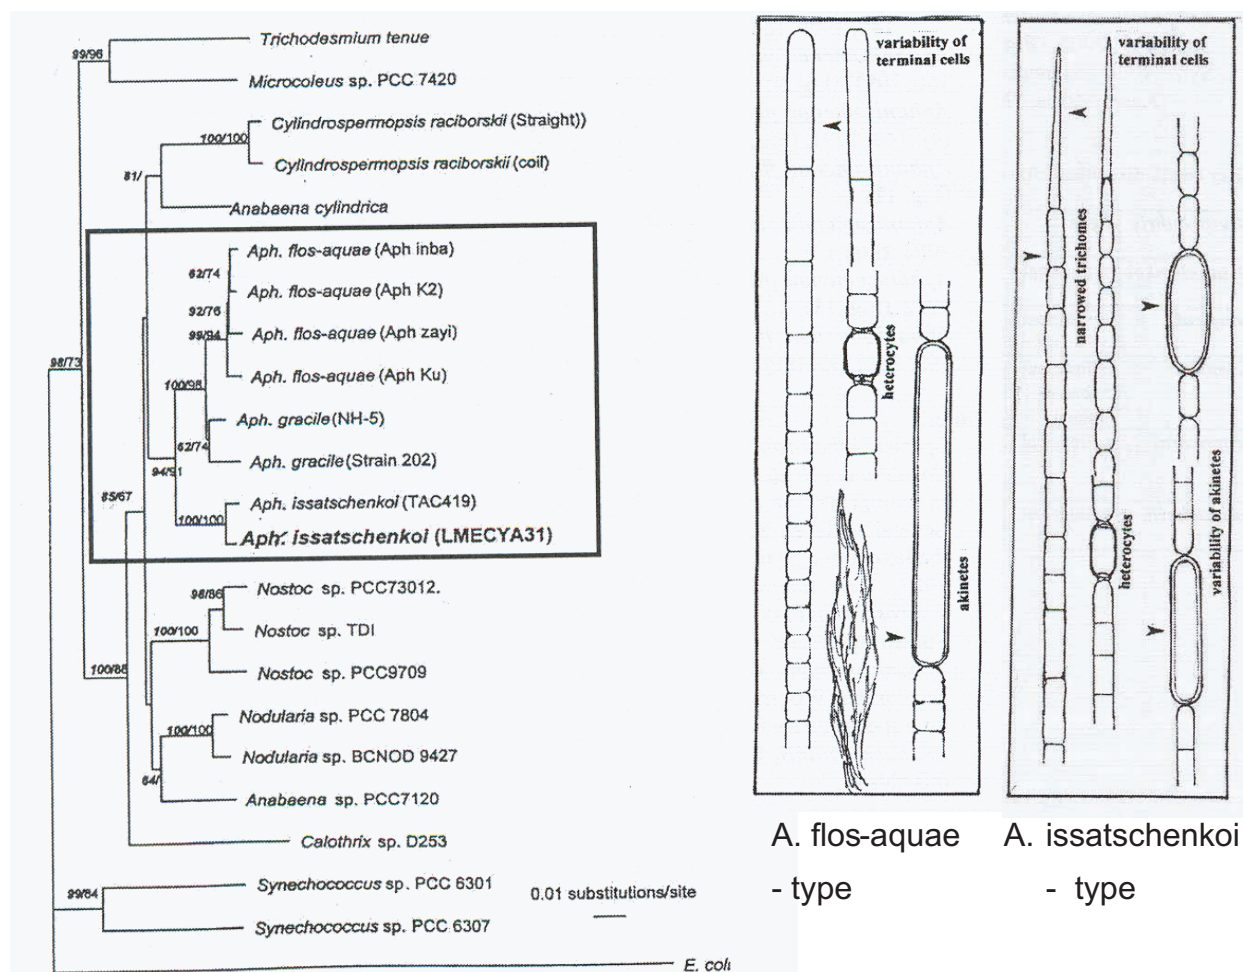 99/96
Trichodesmium tenue
Microcoleus sp. PCC 7420
100/100
Cylindrospermopsis raciborskii (Straight))
Cylindrospermopsis raciborskii (coil)
81/
Anabaena cylindrica
Aph. flos-aquae (Aph inba)
62/74
Aph. flos-aquae (Aph K2)
92/76
99/94
Aph. flos-aquae (Aph zayi)
98/73
Aph. flos-aquae (Aph Ku)
100/98
Aph. gracile (NH-5)
62/74
Aph. gracile (Strain 202)
94/91
85/67
Aph. issatschenkoi (TAC419)
100/100
Aph. issatschenkoi (LMECYA31)
98/86
Nostoc sp. PCC73012.
100/100
Nostoc sp. TDI
100/88
Nostoc sp. PCC9709
Nodularia sp. PCC 7804
100/100
Nodularia sp. BCNOD 9427
64/
Anabaena sp. PCC7120
Calothrix sp. D253
99/84
Synechococcus sp. PCC 6301
0.01 substitutions/site
Synechococcus sp. PCC 6307
E. coli
variability of
terminal cells
heterocytes
akinetes
A. flos-aquae
- type
variability of
terminal cells
narrowed trichomes
heterocytes
variability of akinetes
A. issatschenkoi
- type